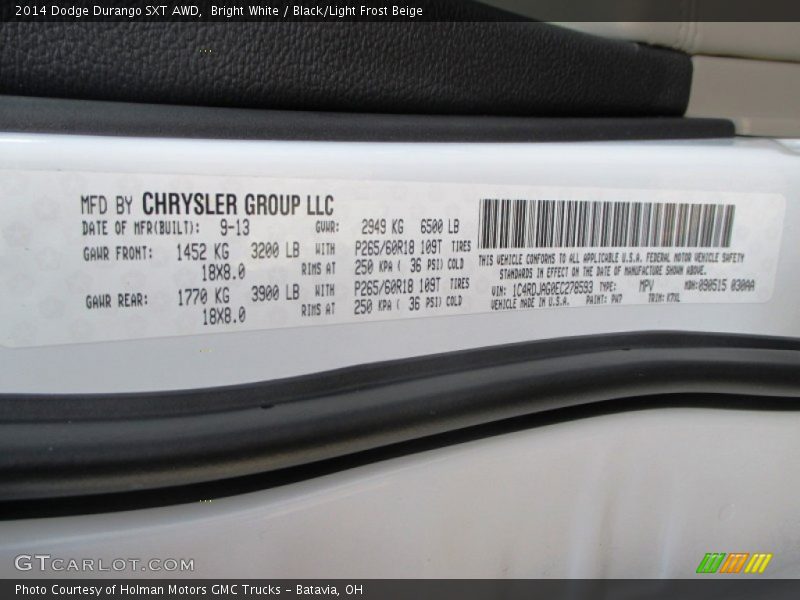 2014 Dodge Durango SXT AWD, Bright White / Black/Light Frost Beige
MFD BY CHRYSLER GROUP LLC
DATE OF MFR(BUILT): 9-13 GVWR: 2949 KG 6500 LB
GAWR FRONT: 1452 KG 3200 LB WITH P265/60R18 109T TIRES
18X8.0 RIMS AT 250 KPA ( 36 PSI) COLD
GAWR REAR: 1770 KG 3900 LB WITH P265/60R18 109T TIRES
18X8.0 RIMS AT 250 KPA ( 36 PSI) COLD
THIS VEHICLE CONFORMS TO ALL APPLICABLE U.S.A. FEDERAL MOTOR VEHICLE SAFETY
STANDARDS IN EFFECT ON THE DATE OF MANUFACTURE SHOWN ABOVE.
VIN: 1C4RDJAG0EC278593 TYPE: MPV MDH:090515 030AA
VEHICLE MADE IN U.S.A. PAINT: PW7 TRIM: K7XL
GTCARLOT.COM
Photo Courtesy of Holman Motors GMC Trucks - Batavia, OH